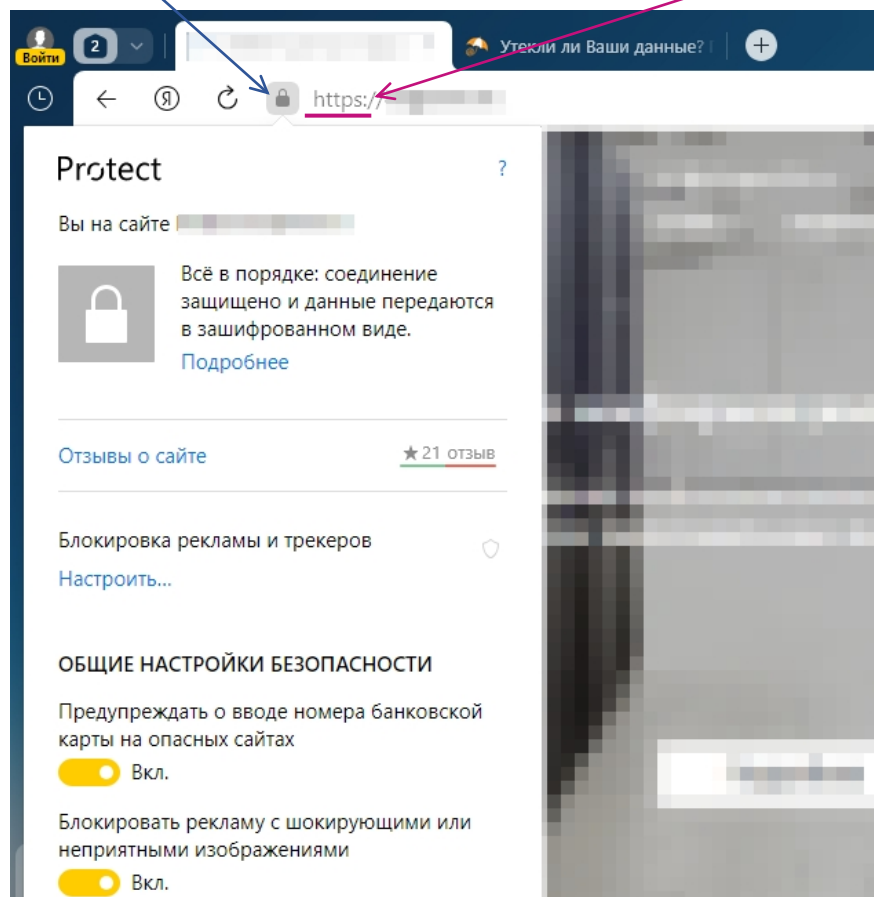 Войти
2
Утекли ли Ваши данные?
Я
https://
Protect
?
Вы на сайте
Всё в порядке: соединение
защищено и данные передаются
в зашифрованном виде.
Подробнее
Отзывы о сайте
★ 21 отзыв
Блокировка рекламы и трекеров
Настроить...
ОБЩИЕ НАСТРОЙКИ БЕЗОПАСНОСТИ
Предупреждать о вводе номера банковской
карты на опасных сайтах
Вкл.
Блокировать рекламу с шокирующими или
неприятными изображениями
Вкл.